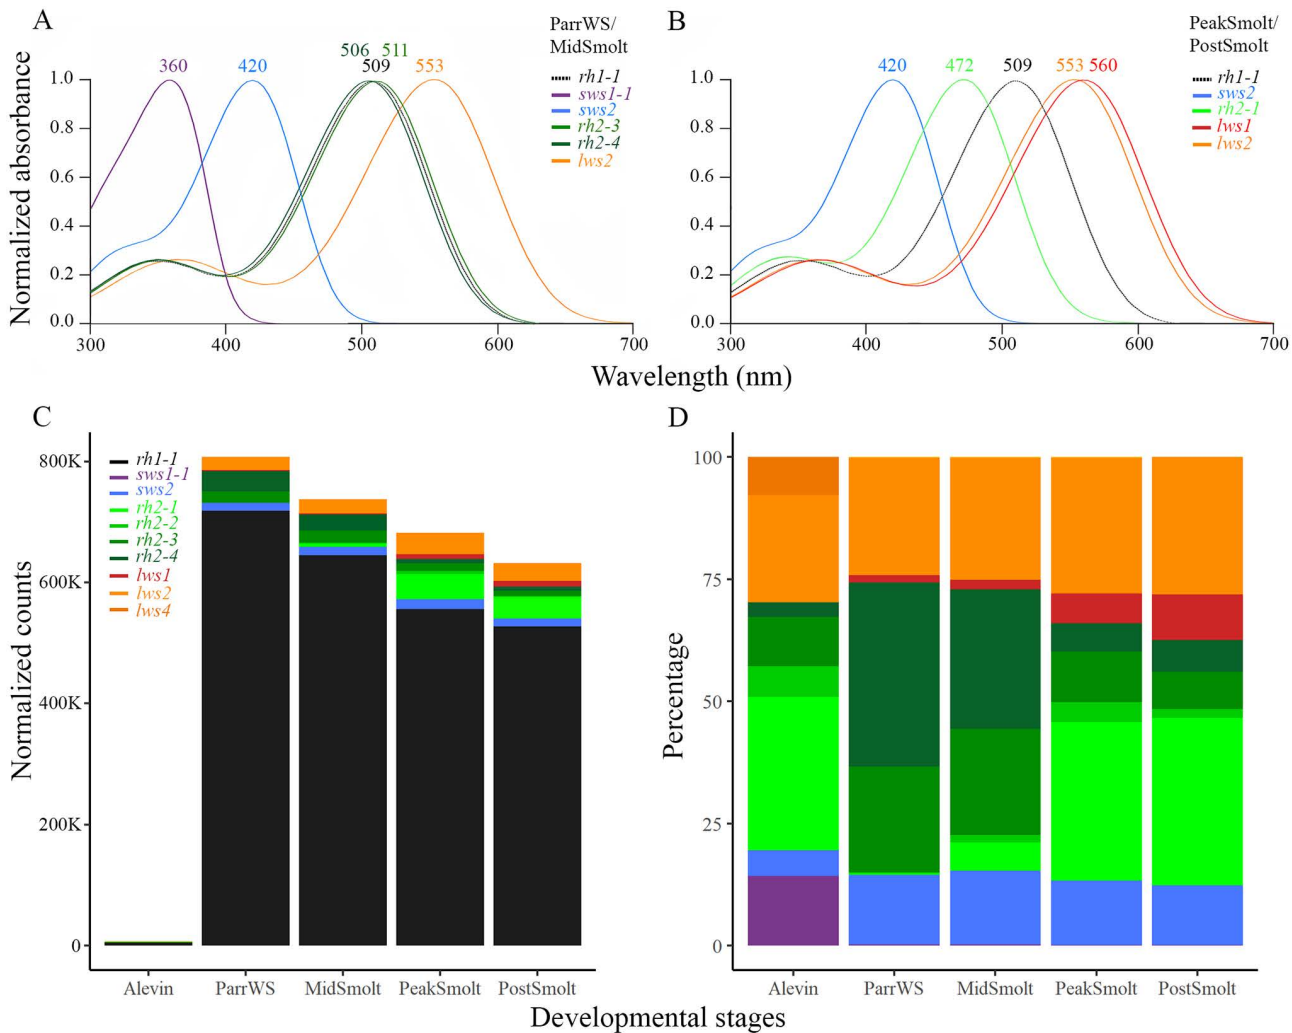 A
ParrWS/
MidSmolt
360
420
506
511
509
553
rh1-1
sws1-1
sws2
rh2-3
rh2-4
lws2
Normalized absorbance
1.0
0.8
0.6
0.4
0.2
0.0
300
400
500
600
700
B
PeakSmolt/
PostSmolt
420
472
509
553
560
rh1-1
sws2
rh2-1
lws1
lws2
1.0
0.8
0.6
0.4
0.2
0.0
300
400
500
600
700
Wavelength (nm)
C
rh1-1
sws1-1
sws2
rh2-1
rh2-2
rh2-3
rh2-4
lws1
lws2
lws4
Normalized counts
800K
600K
400K
200K
0
Alevin
ParrWS
MidSmolt
PeakSmolt
PostSmolt
D
Percentage
100
75
50
25
0
Alevin
ParrWS
MidSmolt
PeakSmolt
PostSmolt
Developmental stages